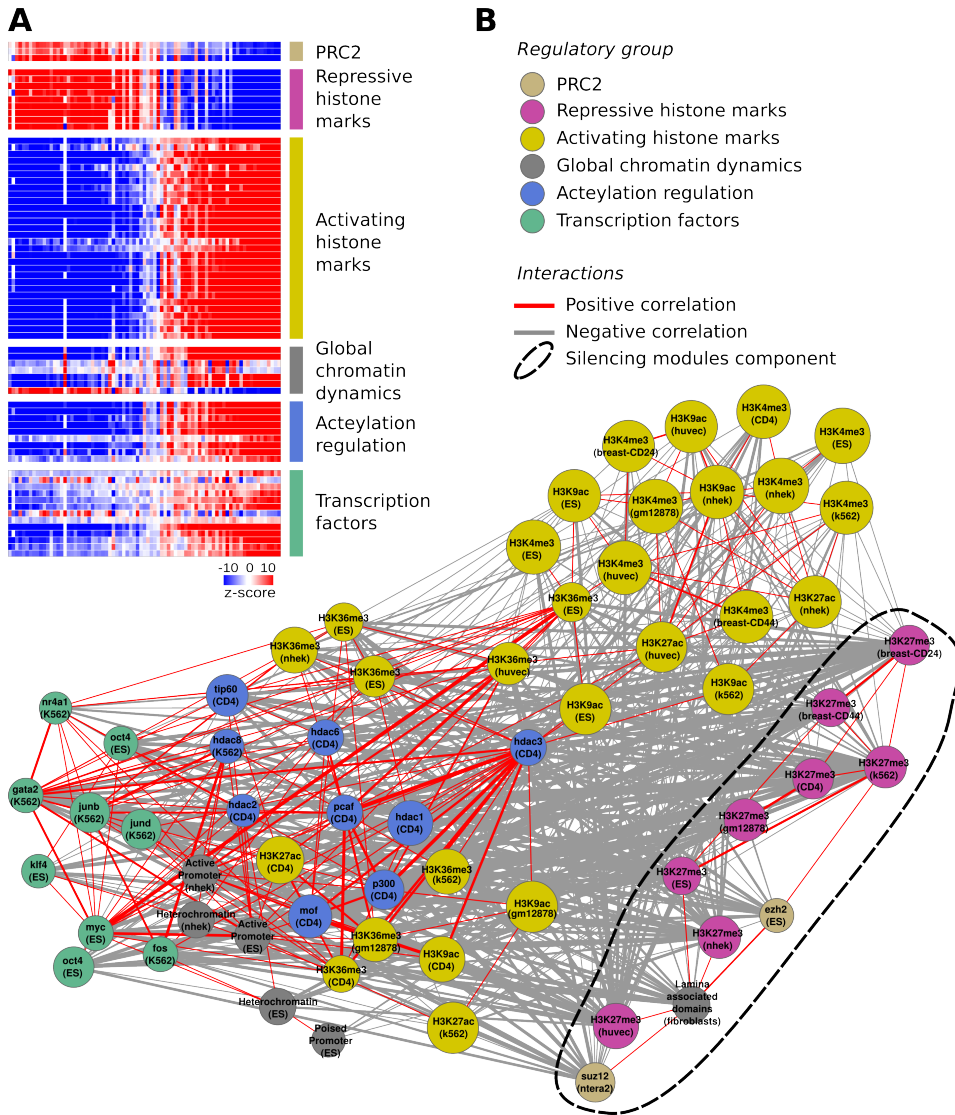 A
PRC2
Repressive
histone
marks
Activating
histone
marks
Global
chromatin
dynamics
Acteylation
regulation
Transcription
factors
-10 0 10
z-score
B
Regulatory group
PRC2
Repressive histone marks
Activating histone marks
Global chromatin dynamics
Acteylation regulation
Transcription factors
Interactions
Positive correlation
Negative correlation
Silencing modules component
H3K4me3
(CD4)
H3K9ac
(huvec)
H3K4me3
(ES)
H3K4me3
(breast-CD24)
H3K9ac
(ES)
H3K4me3
(gm12878)
H3K9ac
(nhek)
H3K4me3
(nhek)
H3K4me3
(k562)
H3K4me3
(ES)
H3K4me3
(huvec)
H3K36me3
(ES)
H3K4me3
(breast-CD44)
H3K27ac
(nhek)
H3K36me3
(ES)
H3K36me3
(nhek)
H3K36me3
(ES)
H3K36me3
(huvec)
H3K27ac
(huvec)
H3K9ac
(k562)
H3K9ac
(ES)
H3K27me3
(breast-CD24)
H3K27me3
(breast-CD44)
H3K27me3
(k562)
H3K27me3
(CD4)
H3K27me3
(gm12878)
H3K27me3
(ES)
ezh2
(ES)
H3K27me3
(nhek)
Lamina
associated
domains
(fibroblasts)
H3K27me3
(huvec)
suz12
(ntera2)
nr4a1
(K562)
tip60
(CD4)
oct4
(ES)
hdac8
(K562)
hdac6
(CD4)
hdac3
(CD4)
gata2
(K562)
junb
(K562)
jund
(K562)
hdac2
(CD4)
pcaf
(CD4)
hdac1
(CD4)
klf4
(ES)
Active
Promoter
(nhek)
H3K27ac
(CD4)
H3K36me3
(k562)
p300
(CD4)
H3K9ac
(gm12878)
Heterochromatin
(nhek)
mof
(CD4)
myc
(ES)
Active
Promoter
(ES)
H3K36me3
(gm12878)
fos
(K562)
oct4
(ES)
H3K36me3
(CD4)
H3K9ac
(CD4)
Heterochromatin
(ES)
Poised
Promoter
(ES)
H3K27ac
(k562)